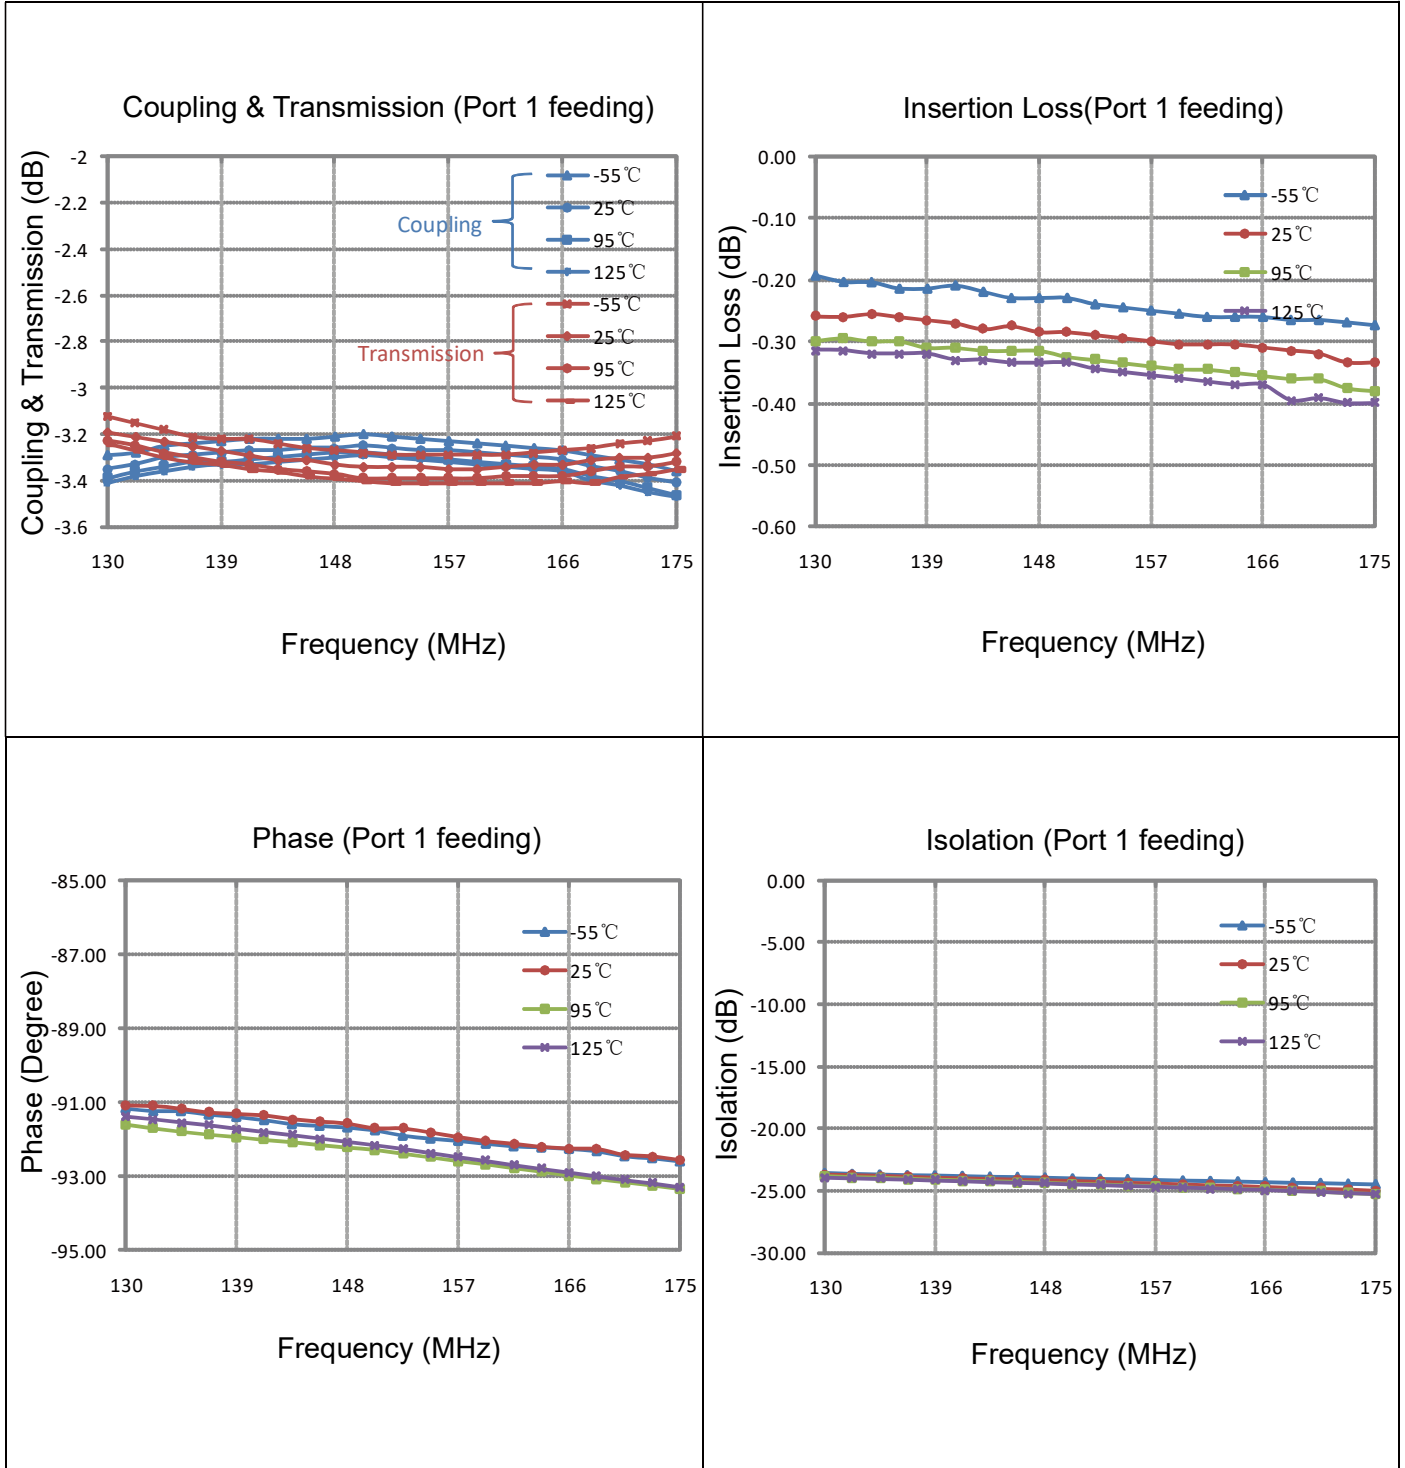 Coupling & Transmission (Port 1 feeding)
Coupling & Transmission (dB)
-2
-2.2
-2.4
-2.6
-2.8
-3
-3.2
-3.4
-3.6
Coupling
-55℃
25℃
95℃
125℃
Transmission
-55℃
25℃
95℃
125℃
130 139 148 157 166 175
Frequency (MHz)
Insertion Loss(Port 1 feeding)
Insertion Loss (dB)
0.00
-0.10
-0.20
-0.30
-0.40
-0.50
-0.60
-55℃
25℃
95℃
125℃
130 139 148 157 166 175
Frequency (MHz)
Phase (Port 1 feeding)
Phase (Degree)
-85.00
-87.00
-89.00
-91.00
-93.00
-95.00
-55℃
25℃
95℃
125℃
130 139 148 157 166 175
Frequency (MHz)
Isolation (Port 1 feeding)
Isolation (dB)
0.00
-5.00
-10.00
-15.00
-20.00
-25.00
-30.00
-55℃
25℃
95℃
125℃
130 139 148 157 166 175
Frequency (MHz)